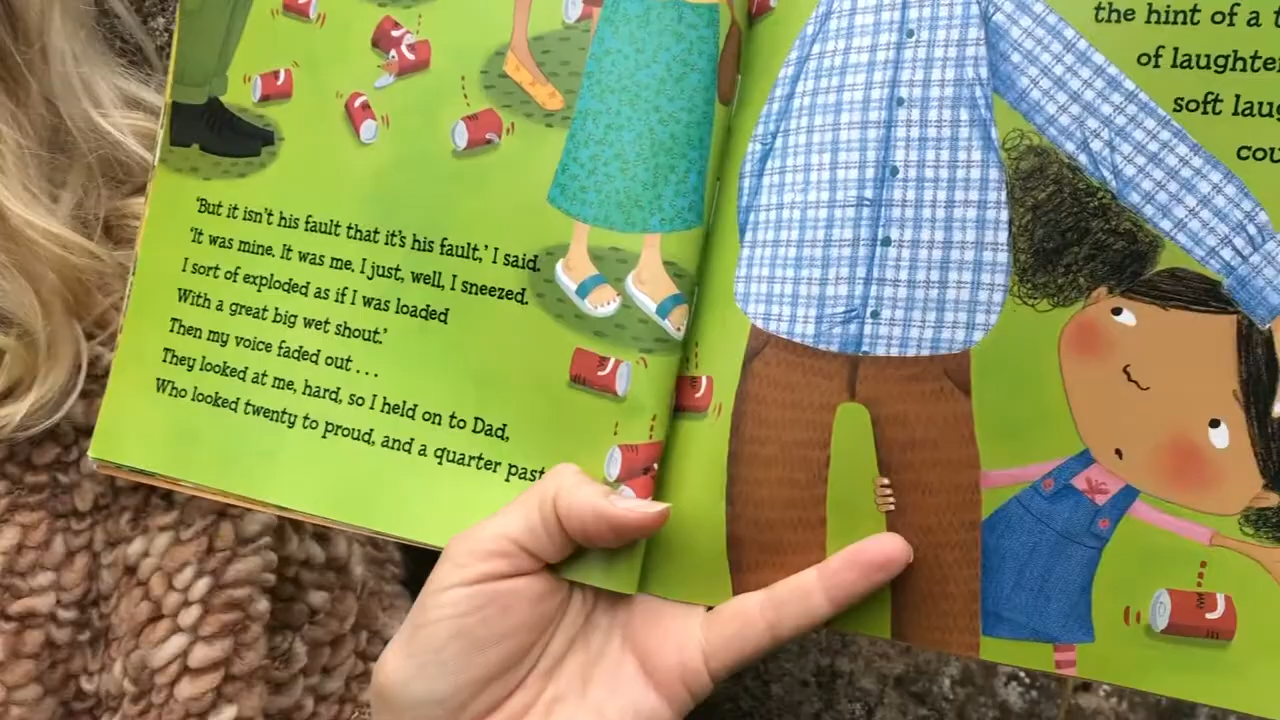 'But it isn't his fault that it's his fault,' I said.
'It was mine. It was me. I just, well, I sneezed.
I sort of exploded as if I was loaded
With a great big wet shout.'
Then my voice faded out . . .
They looked at me, hard, so I held on to Dad,
Who looked twenty to proud, and a quarter past
the hint of a
of
soft